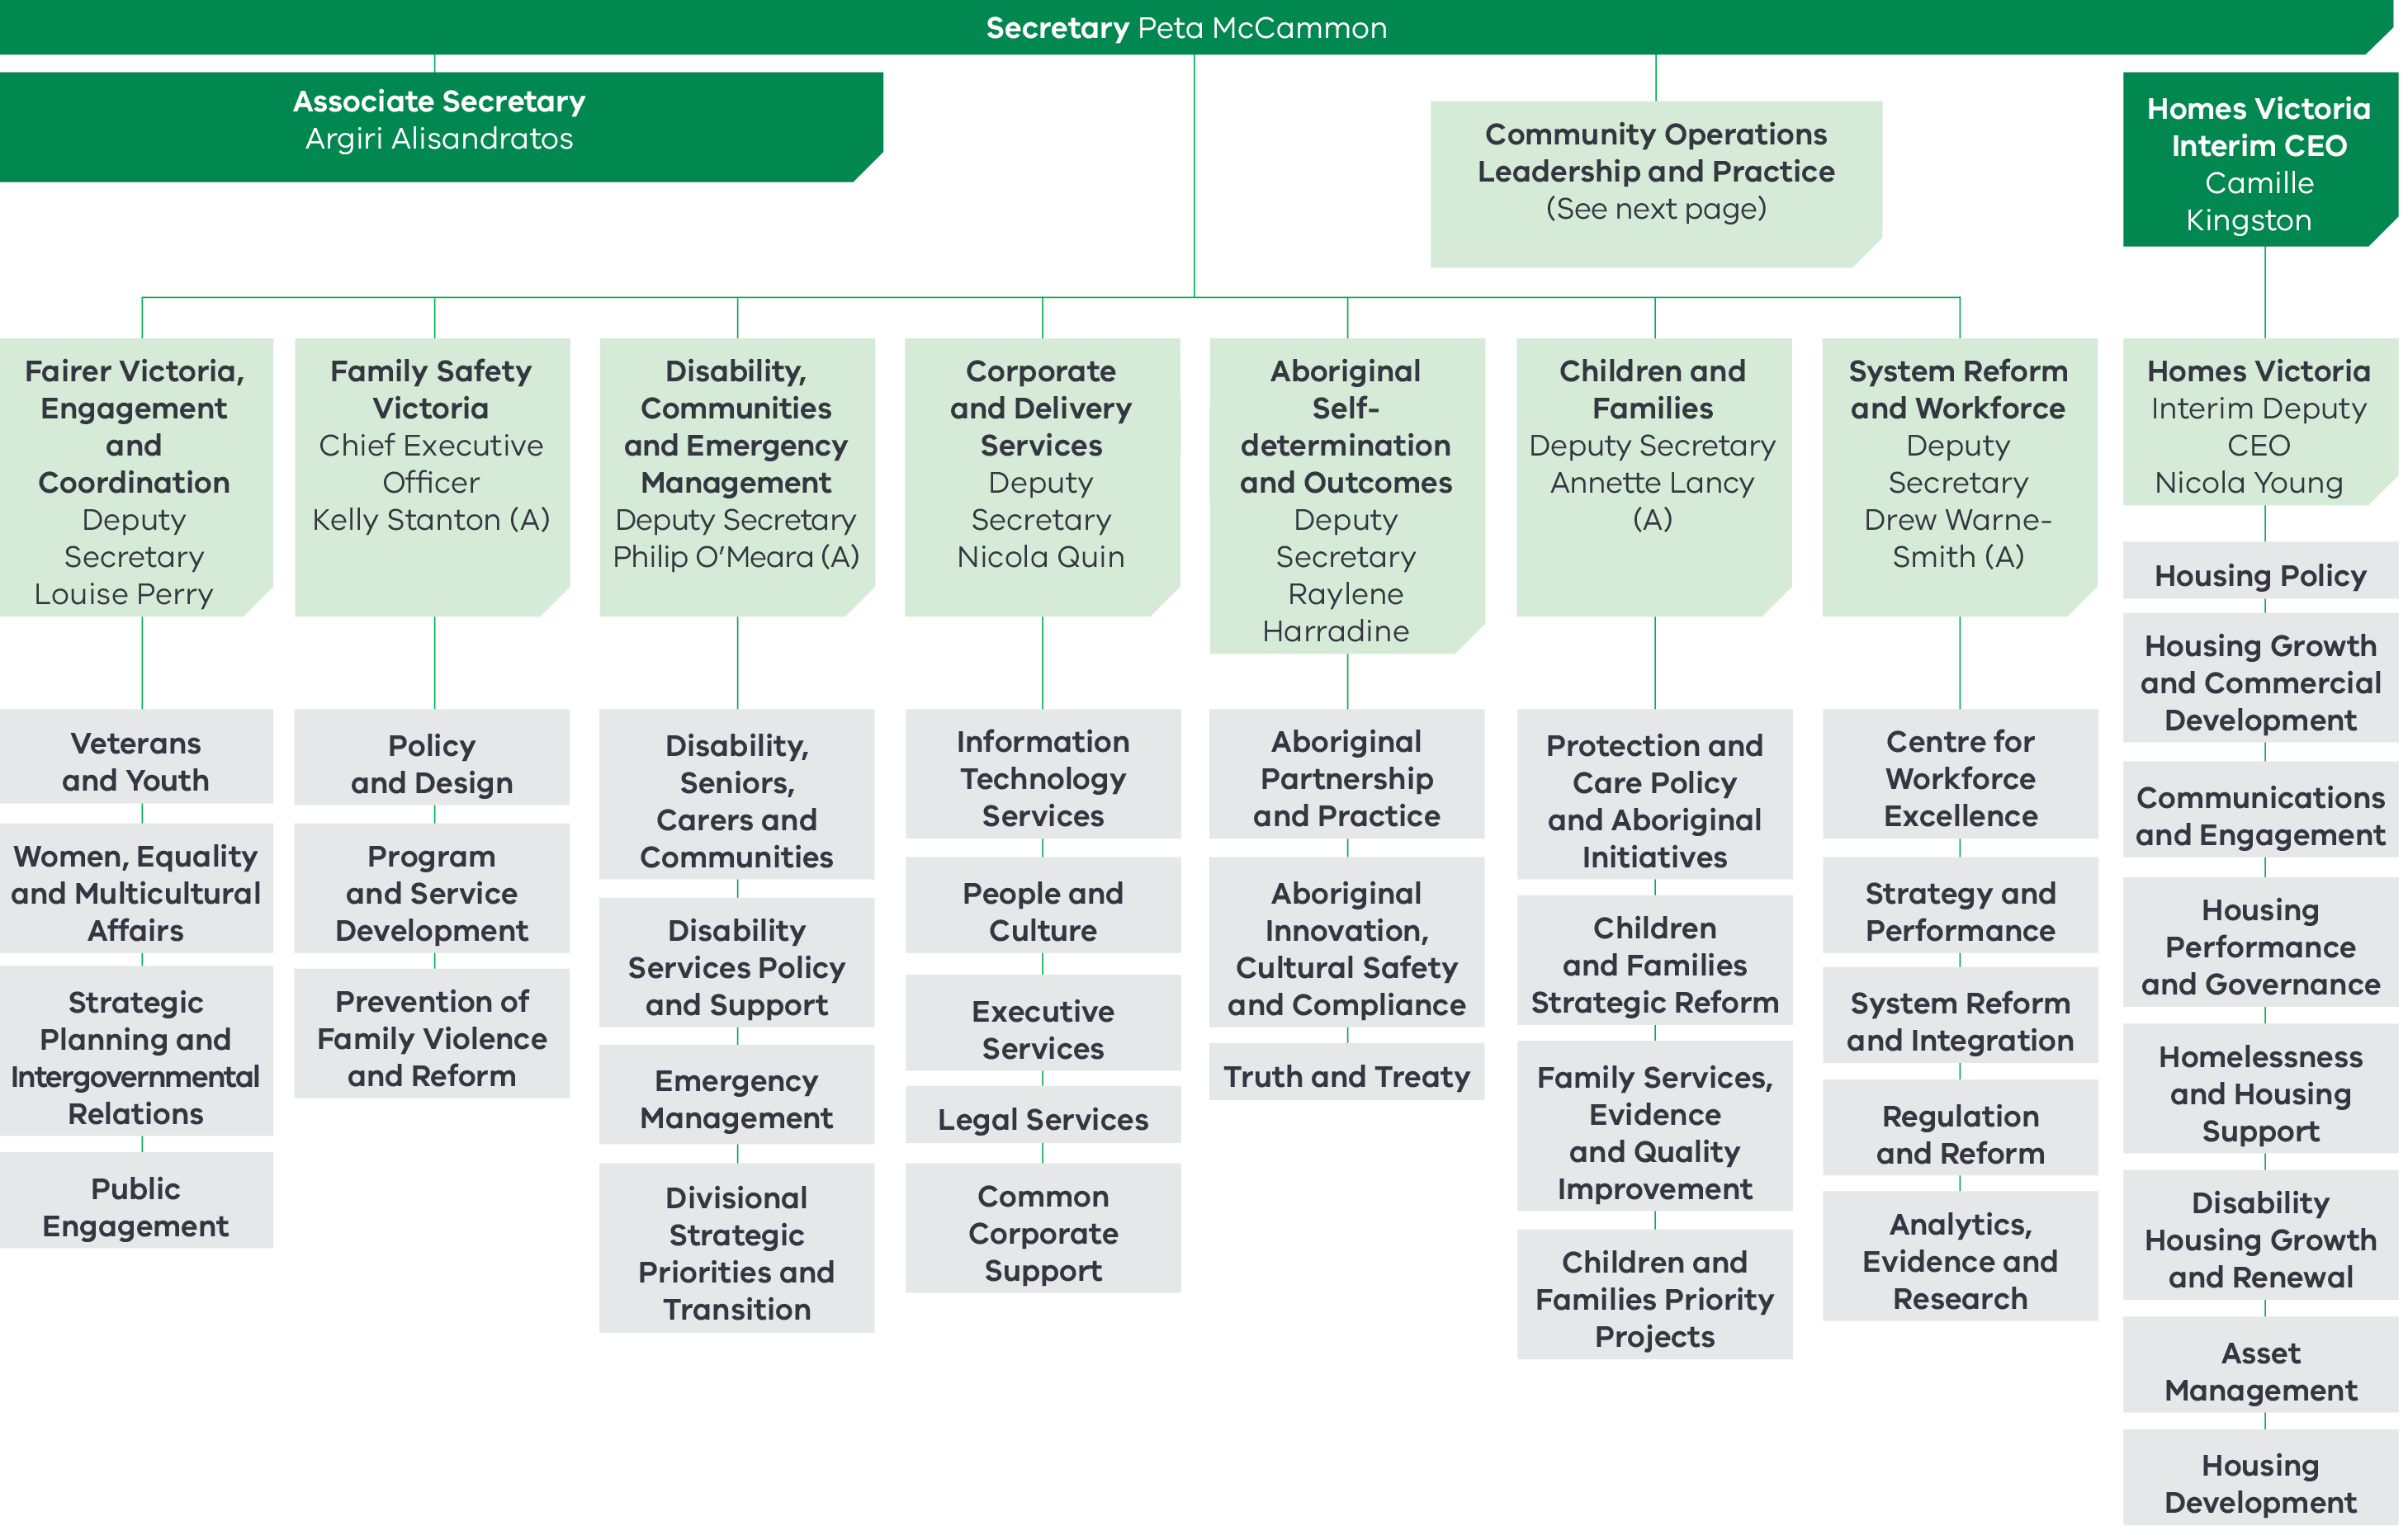 Secretary Peta McCammon
Associate Secretary
Argiri Alisandratos
Community Operations
Leadership and Practice
(See next page)
Homes Victoria
Interim CEO
Camille
Kingston
Fairer Victoria,
Engagement
and
Coordination
Deputy
Secretary
Louise Perry
Veterans
and Youth
Women, Equality
and Multicultural
Affairs
Strategic
Planning and
Intergovernmental
Relations
Public
Engagement
Family Safety
Victoria
Chief Executive
Officer
Kelly Stanton (A)
Policy
and Design
Program
and Service
Development
Prevention of
Family Violence
and Reform
Disability,
Communities
and Emergency
Management
Deputy Secretary
Philip O’Meara (A)
Disability,
Seniors,
Carers and
Communities
Disability
Services Policy
and Support
Emergency
Management
Divisional
Strategic
Priorities and
Transition
Corporate
and Delivery
Services
Deputy
Secretary
Nicola Quin
Information
Technology
Services
People and
Culture
Executive
Services
Legal Services
Common
Corporate
Support
Aboriginal
Self-
determination
and Outcomes
Deputy
Secretary
Raylene
Harradine
Aboriginal
Partnership
and Practice
Aboriginal
Innovation,
Cultural Safety
and Compliance
Truth and Treaty
Children and
Families
Deputy Secretary
Annette Lancy
(A)
Protection and
Care Policy
and Aboriginal
Initiatives
Children
and Families
Strategic Reform
Family Services,
Evidence
and Quality
Improvement
Children and
Families Priority
Projects
System Reform
and Workforce
Deputy
Secretary
Drew Warne-
Smith (A)
Centre for
Workforce
Excellence
Strategy and
Performance
System Reform
and Integration
Regulation
and Reform
Analytics,
Evidence and
Research
Homes Victoria
Interim Deputy
CEO
Nicola Young
Housing Policy
Housing Growth
and Commercial
Development
Communications
and Engagement
Housing
Performance
and Governance
Homelessness
and Housing
Support
Disability
Housing Growth
and Renewal
Asset
Management
Housing
Development